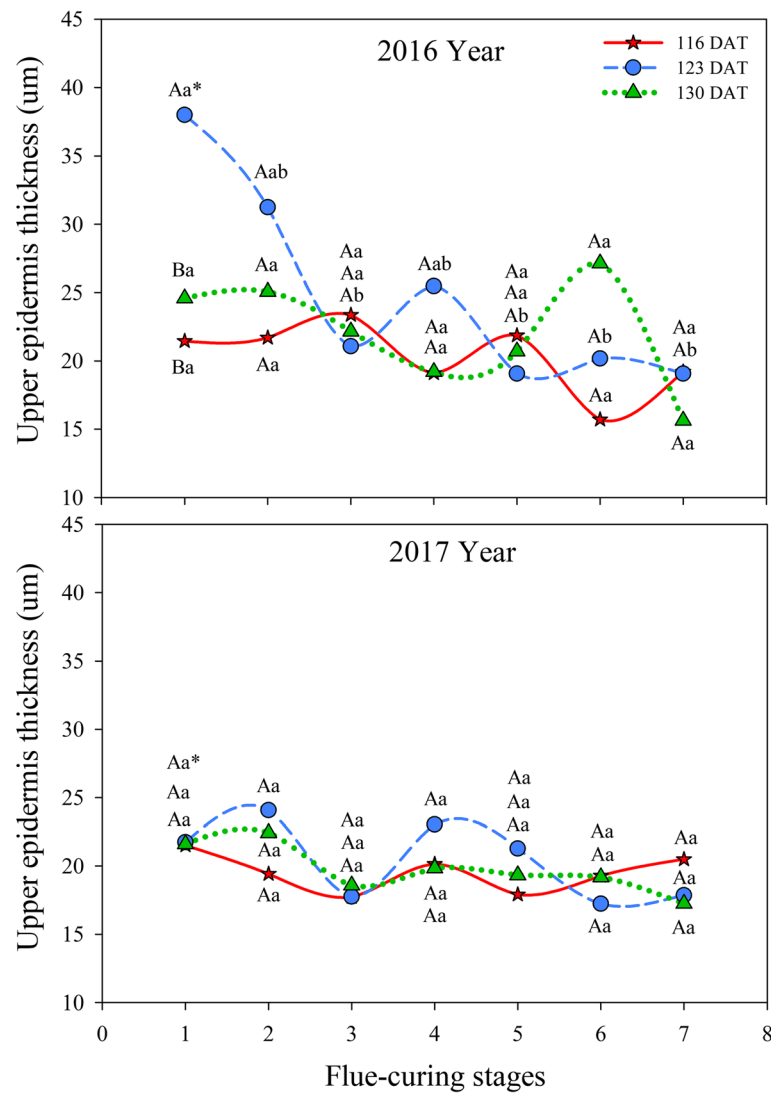 45
2016 Year
116 DAT
123 DAT
130 DAT
40
Aa*
35
Aab
30
Aa
Aa
Aa
Ba
Aa
Aa
Aab
Aa
25
Ab
Ab
Aa
Ab
Aa
20
Aa
Ab
Ba
Aa
Aa
15
Aa
10
Upper epidermis thickness (um)
45
2017 Year
40
35
30
Aa*
Aa
Aa
Aa
Aa
Aa
25
Aa
Aa
Aa
Aa
Aa
Aa
Aa
Aa
Aa
20
Aa
Aa
Aa
Aa
Aa
15
Aa
Aa
10
Upper epidermis thickness (um)
0 1 2 3 4 5 6 7 8
Flue-curing stages